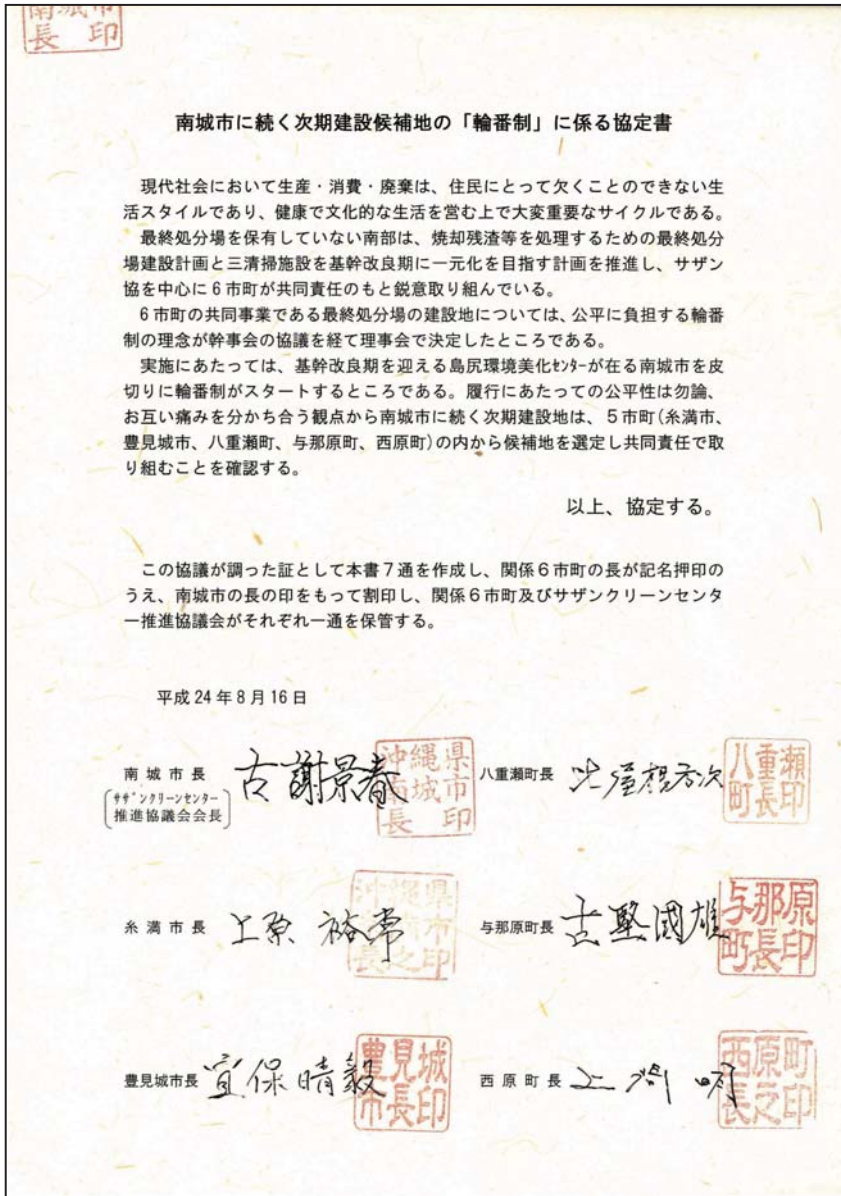 長印
南城市に続く次期建設候補地の「輪番制」に係る協定書
現代社会において生産・消費・廃棄は、住民にとって欠くことのできない生
活スタイルであり、健康で文化的な生活を営む上で大変重要なサイクルである。
最終処分場を保有していない南部は、焼却残渣等を処理するための最終処分
場建設計画と三清掃施設を基幹改良期に一元化を目指す計画を推進し、サザン
協を中心に6市町が共同責任のもと鋭意取り組んでいる。
6市町の共同事業である最終処分場の建設地については、公平に負担する輪番
制の理念が幹事会の協議を経て理事会で決定したところである。
実施にあたっては、基幹改良期を迎える島尻環境美化ｾﾝﾀｰが在る南城市を皮
切りに輪番制がスタートするところである。履行にあたっての公平性は勿論、
お互い痛みを分かち合う観点から南城市に続く次期建設地は、5市町(糸満市、
豊見城市、八重瀬町、与那原町、西原町)の内から候補地を選定し共同責任で取
り組むことを確認する。
以上、協定する。
この協議が調った証として本書7通を作成し、関係6市町の長が記名押印の
うえ、南城市の長の印をもって割印し、関係6市町及びサザンクリーンセンタ
ー推進協議会がそれぞれ一通を保管する。
平成24年8月16日
南城市長 古謝景春 沖縄県南城市長印
ｻｻﾞﾝｸﾘｰﾝｾﾝﾀｰ
推進協議会会長
八重瀬町長 比屋根方次 八重瀬町長印
糸満市長 上原裕常 沖縄県糸満市之長印
与那原町長 古堅國雄 与那原町長印
豊見城市長 宜保晴毅 豊見城市長印
西原町長 上間明 西原町長之印